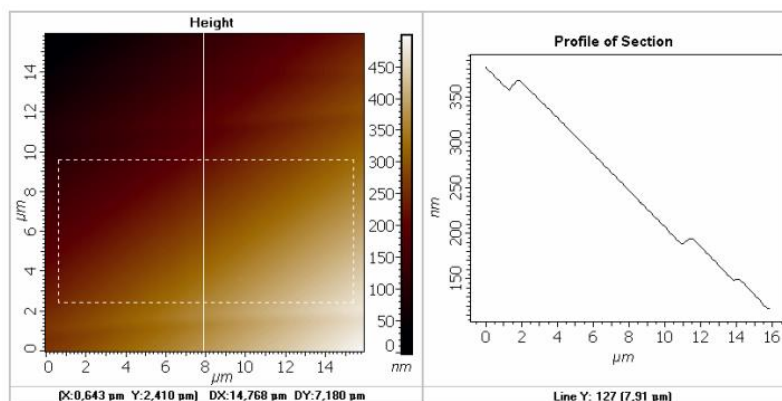 Height
14
12
10
8
6
4
2
0
µm
0 2 4 6 8 10 12 14
µm
450
400
350
300
250
200
150
100
50
0
nm
(X:0,643 µm Y:2,410 µm) DX:14,768 µm DY:7,180 µm
Profile of Section
350
300
250
200
150
nm
0 2 4 6 8 10 12 14 16
µm
Line Y: 127 (7,91 µm)